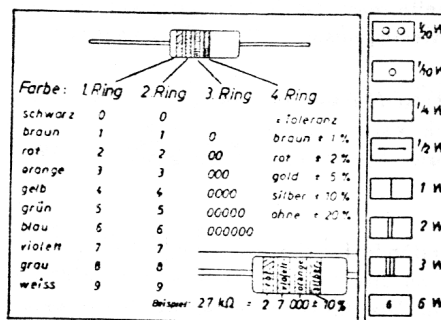 Farbe: 1.Ring 2.Ring 3.Ring 4.Ring
schwarz 0 0 = Toleranz
braun 1 1 0 braun ± 1%
rot 2 2 00 rot ± 2%
orange 3 3 000 gold ± 5%
gelb 4 4 0000 silber ± 10%
grün 5 5 00000 ohne ± 20%
blau 6 6 000000
violett 7 7
grau 8 8
weiss 9 9
rot violett orange silber
Beispiel: 27 kΩ = 2 7 000 ± 10%
1/20 W
1/10 W
1/4 W
1/2 W
1 W
2 W
3 W
6 6 W